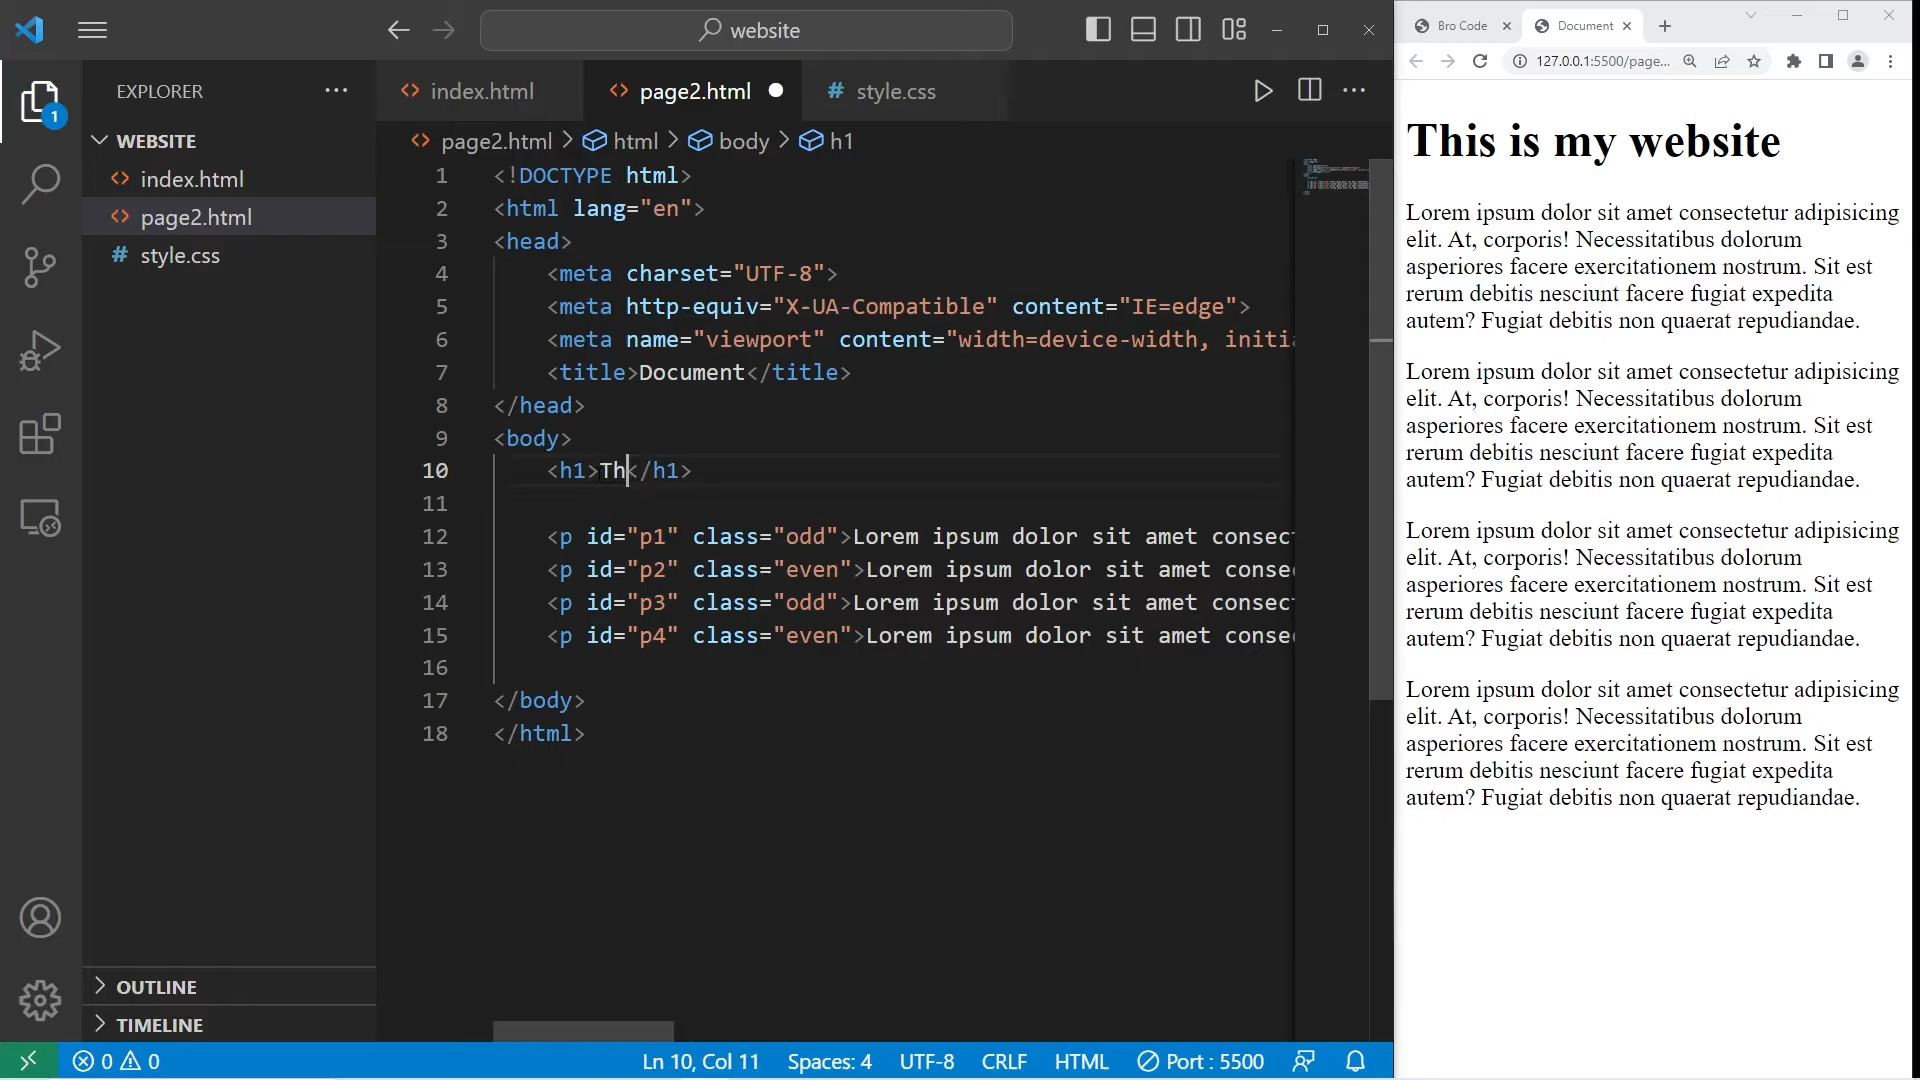 website
EXPLORER
WEBSITE
index.html
page2.html
# style.css
1
OUTLINE
TIMELINE
index.html
page2.html
# style.css
page2.html > html > body > h1
1 <!DOCTYPE html>
2 <html lang="en">
3 <head>
4 <meta charset="UTF-8">
5 <meta http-equiv="X-UA-Compatible" content="IE=edge">
6 <meta name="viewport" content="width=device-width, initia
7 <title>Document</title>
8 </head>
9 <body>
10 <h1>Th</h1>
11
12 <p id="p1" class="odd">Lorem ipsum dolor sit amet consect
13 <p id="p2" class="even">Lorem ipsum dolor sit amet consec
14 <p id="p3" class="odd">Lorem ipsum dolor sit amet consect
15 <p id="p4" class="even">Lorem ipsum dolor sit amet consec
16
17 </body>
18 </html>
0 0
Ln 10, Col 11 Spaces: 4 UTF-8 CRLF HTML Port : 5500
Bro Code
Document
127.0.0.1:5500/page...
This is my website
Lorem ipsum dolor sit amet consectetur adipisicing
elit. At, corporis! Necessitatibus dolorum
asperiores facere exercitationem nostrum. Sit est
rerum debitis nesciunt facere fugiat expedita
autem? Fugiat debitis non quaerat repudiandae.
Lorem ipsum dolor sit amet consectetur adipisicing
elit. At, corporis! Necessitatibus dolorum
asperiores facere exercitationem nostrum. Sit est
rerum debitis nesciunt facere fugiat expedita
autem? Fugiat debitis non quaerat repudiandae.
Lorem ipsum dolor sit amet consectetur adipisicing
elit. At, corporis! Necessitatibus dolorum
asperiores facere exercitationem nostrum. Sit est
rerum debitis nesciunt facere fugiat expedita
autem? Fugiat debitis non quaerat repudiandae.
Lorem ipsum dolor sit amet consectetur adipisicing
elit. At, corporis! Necessitatibus dolorum
asperiores facere exercitationem nostrum. Sit est
rerum debitis nesciunt facere fugiat expedita
autem? Fugiat debitis non quaerat repudiandae.